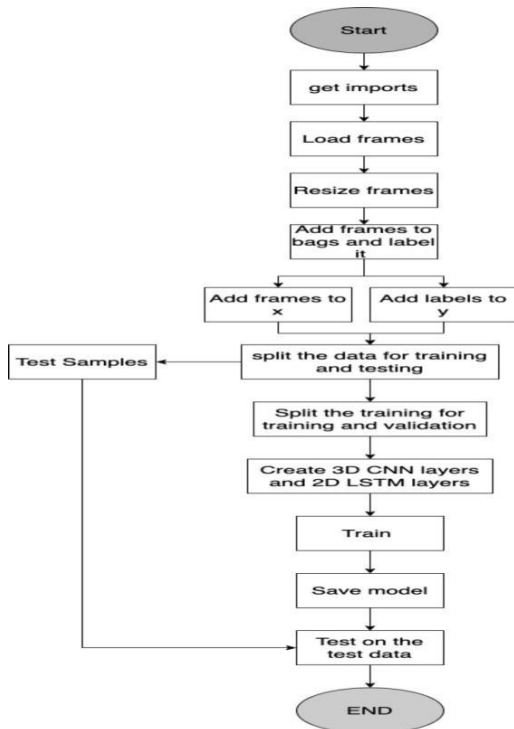 Start
get imports
Load frames
Resize frames
Add frames to
bags and label
it
Add frames to
x
Add labels to
y
Test Samples
split the data for training
and testing
Split the training for
training and validation
Create 3D CNN layers
and 2D LSTM layers
Train
Save model
Test on the
test data
END